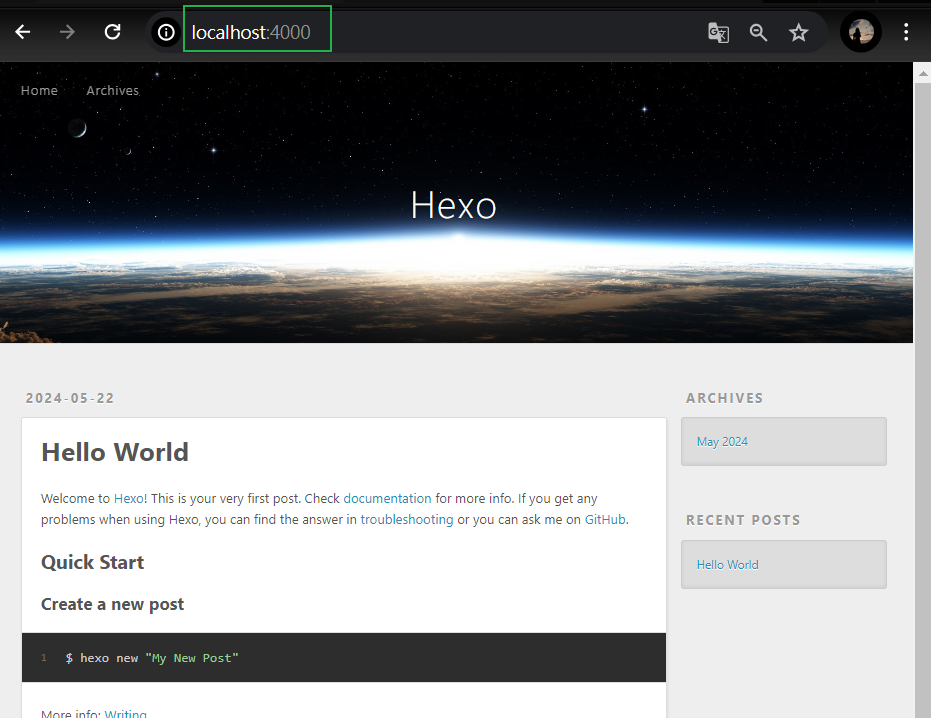 localhost:4000
Home Archives
Hexo
2024-05-22
Hello World
Welcome to Hexo! This is your very first post. Check documentation for more info. If you get any
problems when using Hexo, you can find the answer in troubleshooting or you can ask me on GitHub.
Quick Start
Create a new post
1 $ hexo new "My New Post"
More info: Writing
ARCHIVES
May 2024
RECENT POSTS
Hello World